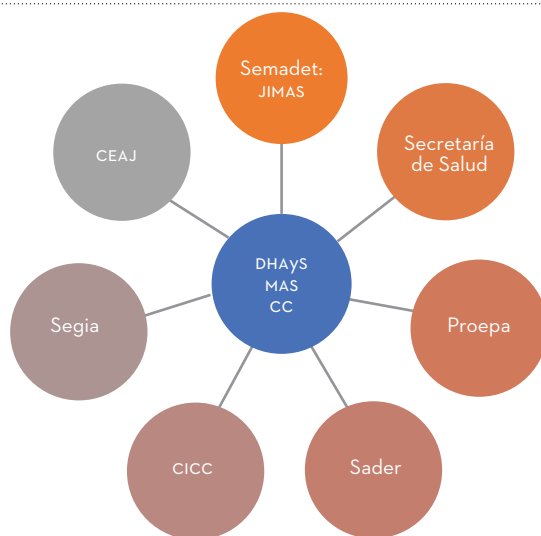 Semadet:
JIMAS
Secretaría
de Salud
CEAJ
DHAyS
MAS
CC
Segia
Proepa
CICC
Sader